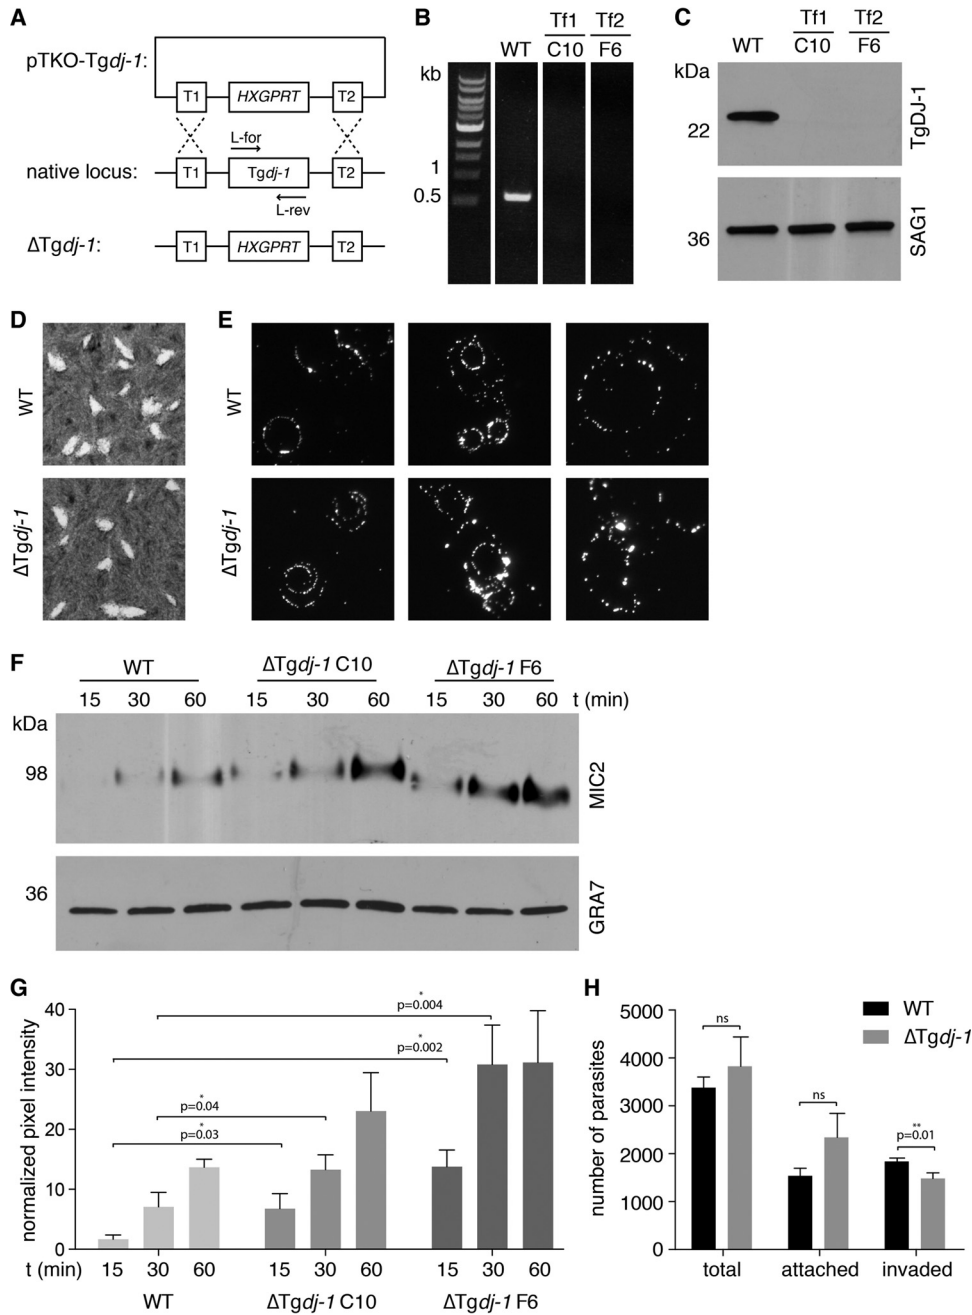 A
pTKO-Tgdj-1:
T1 HXGPRT T2
L-for
native locus:
T1 Tgdj-1 T2
L-rev
ΔTgdj-1:
T1 HXGPRT T2
B
Tf1 Tf2
WT C10 F6
kb
1
0.5
C
Tf1 Tf2
WT C10 F6
kDa
22
TgDJ-1
36
SAG1
D
WT
ΔTgdj-1
E
WT
ΔTgdj-1
F
WT ΔTgdj-1 C10 ΔTgdj-1 F6
15 30 60 15 30 60 15 30 60 t (min)
kDa
98
MIC2
36
GRA7
G
normalized pixel intensity
40
30
20
10
0
*
p=0.004
*
p=0.002
*
p=0.04
*
p=0.03
t (min) 15 30 60 15 30 60 15 30 60
WT ΔTgdj-1 C10 ΔTgdj-1 F6
H
number of parasites
5000
4000
3000
2000
1000
0
WT
ΔTgdj-1
ns
ns
**
p=0.01
total attached invaded